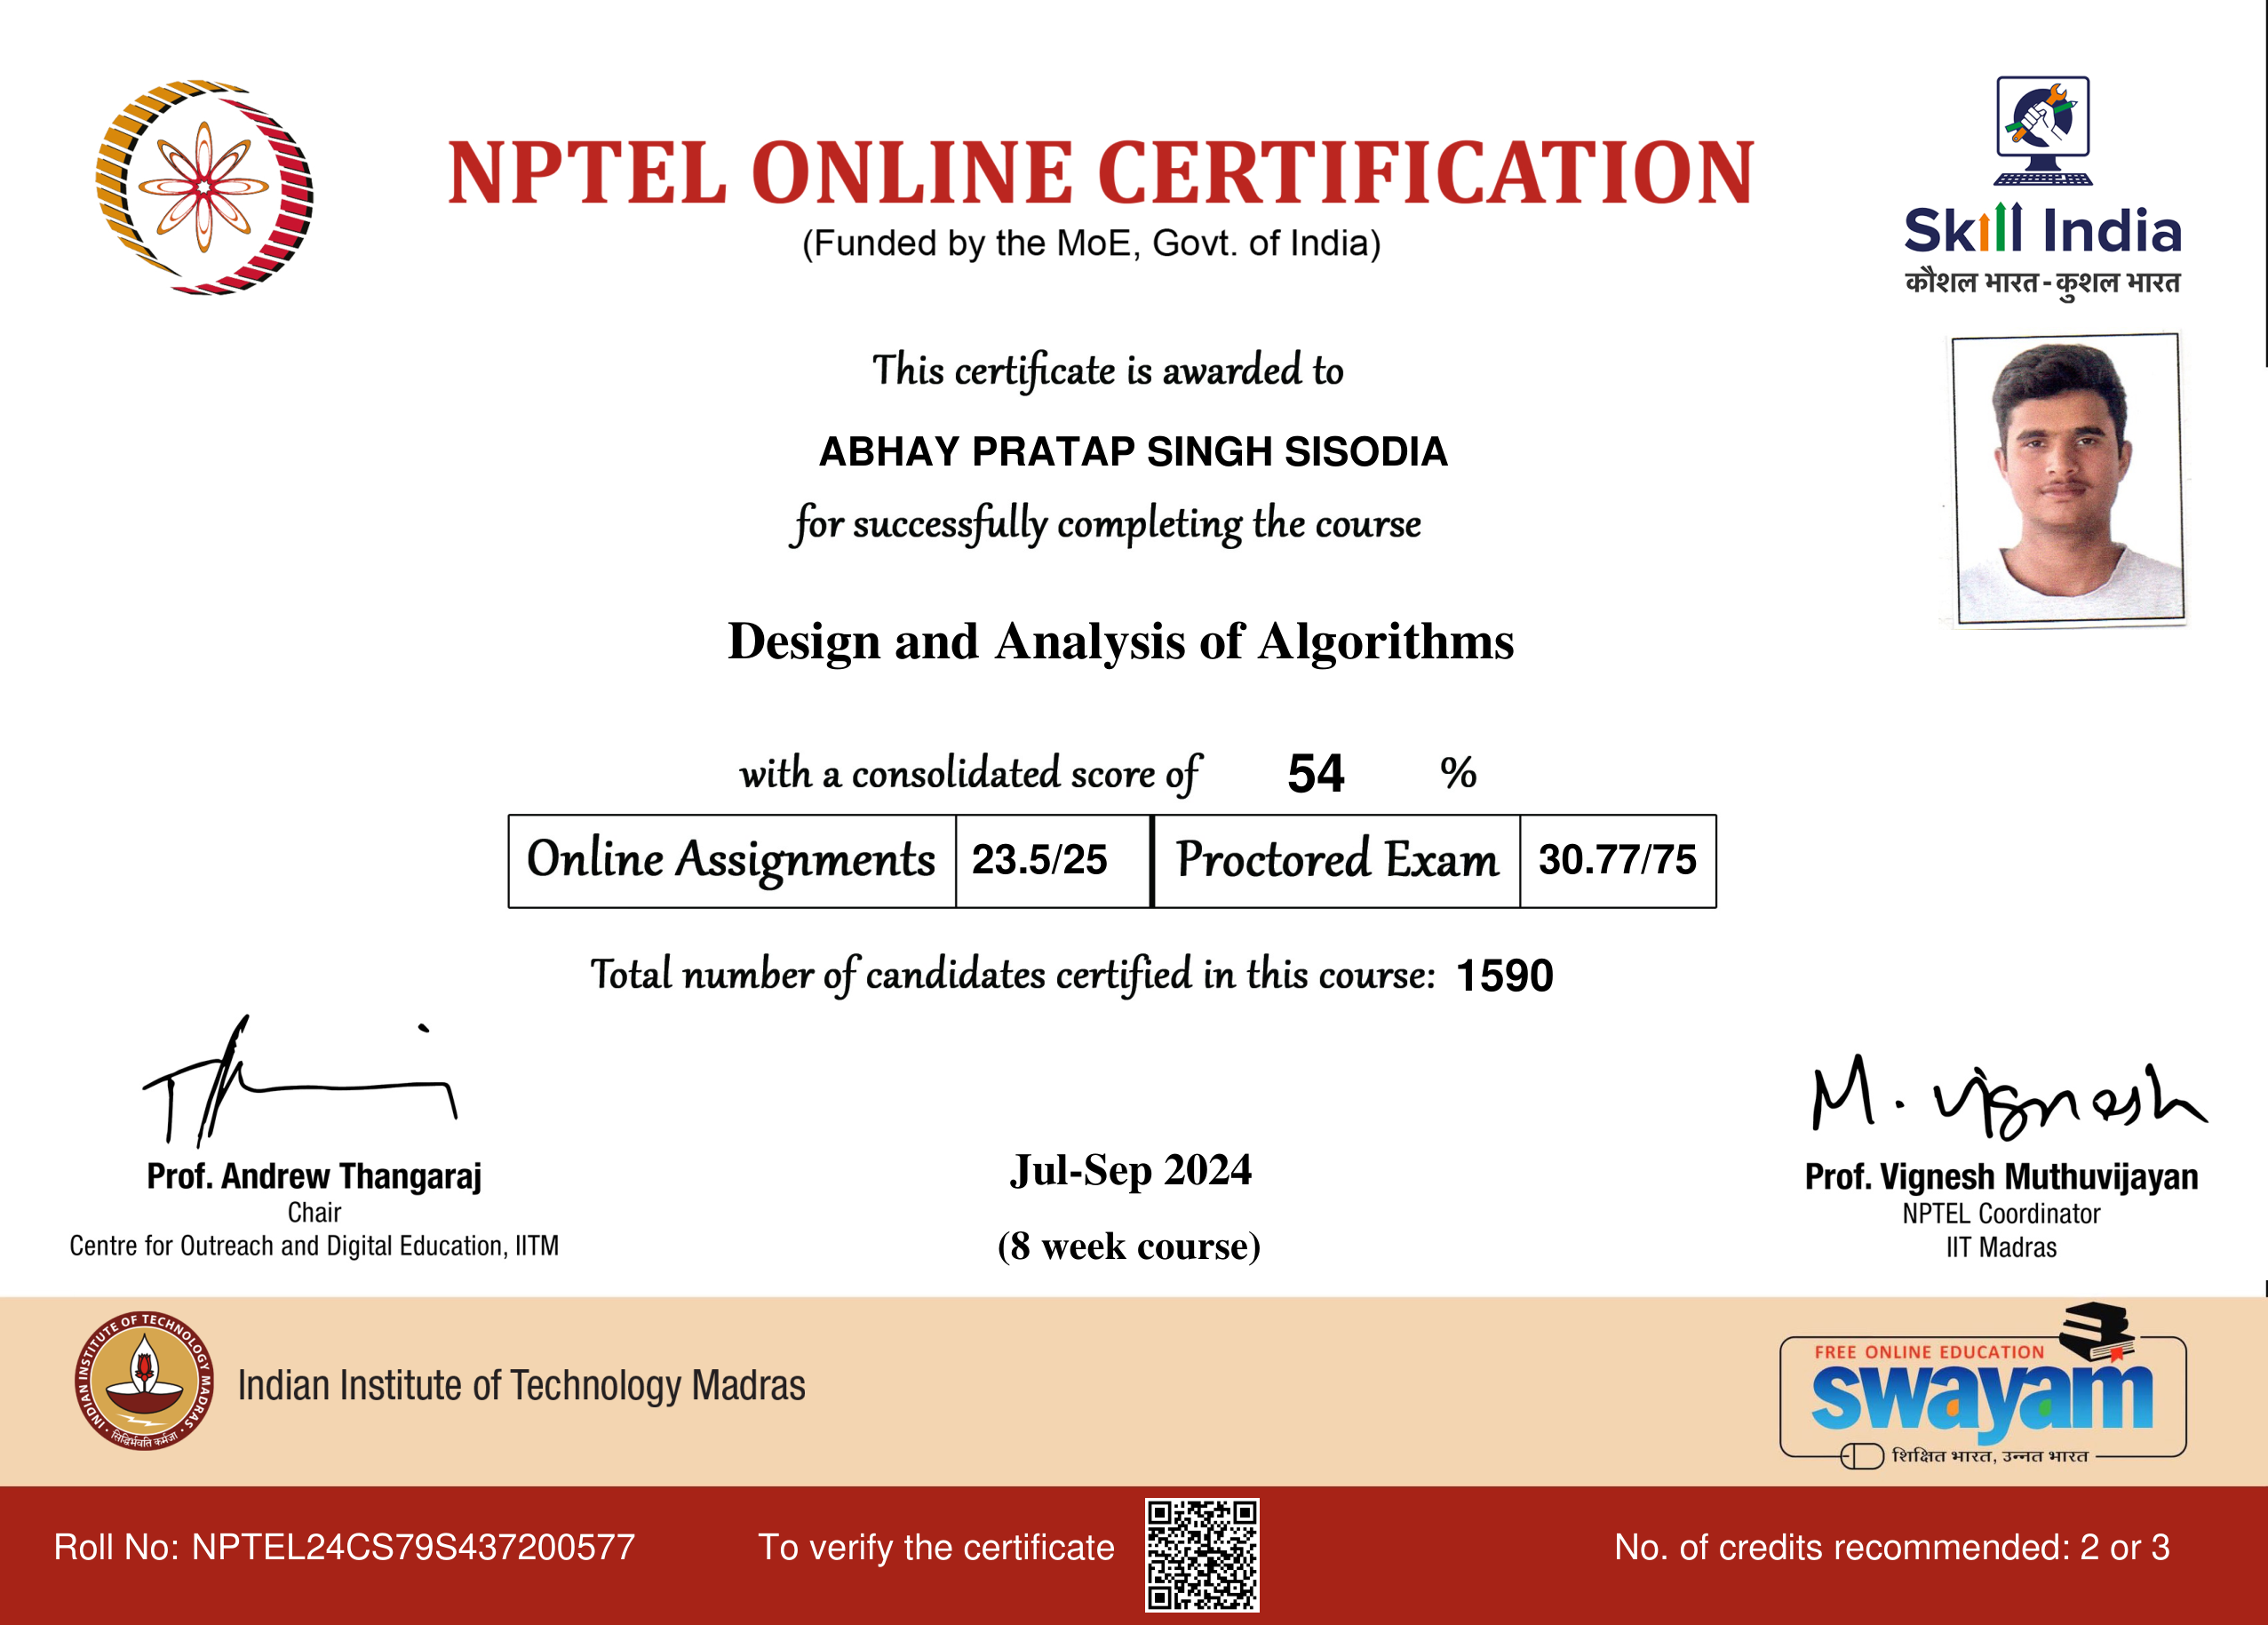 NPTEL ONLINE CERTIFICATION
(Funded by the MoE, Govt. of India)
Skill India
कौशल भारत - कुशल भारत
This certificate is awarded to
ABHAY PRATAP SINGH SISODIA
for successfully completing the course
Design and Analysis of Algorithms
with a consolidated score of 54 %
Online Assignments 23.5/25 Proctored Exam 30.77/75
Total number of candidates certified in this course: 1590
M. Vignesh
Prof. Andrew Thangaraj
Chair
Centre for Outreach and Digital Education, IITM
Jul-Sep 2024
(8 week course)
Prof. Vignesh Muthuvijayan
NPTEL Coordinator
IIT Madras
INDIAN INSTITUTE OF TECHNOLOGY MADRAS
सिद्धिर्भवति कर्मजा
Indian Institute of Technology Madras
FREE ONLINE EDUCATION
swayam
शिक्षित भारत, उन्नत भारत
Roll No: NPTEL24CS79S437200577
To verify the certificate
No. of credits recommended: 2 or 3